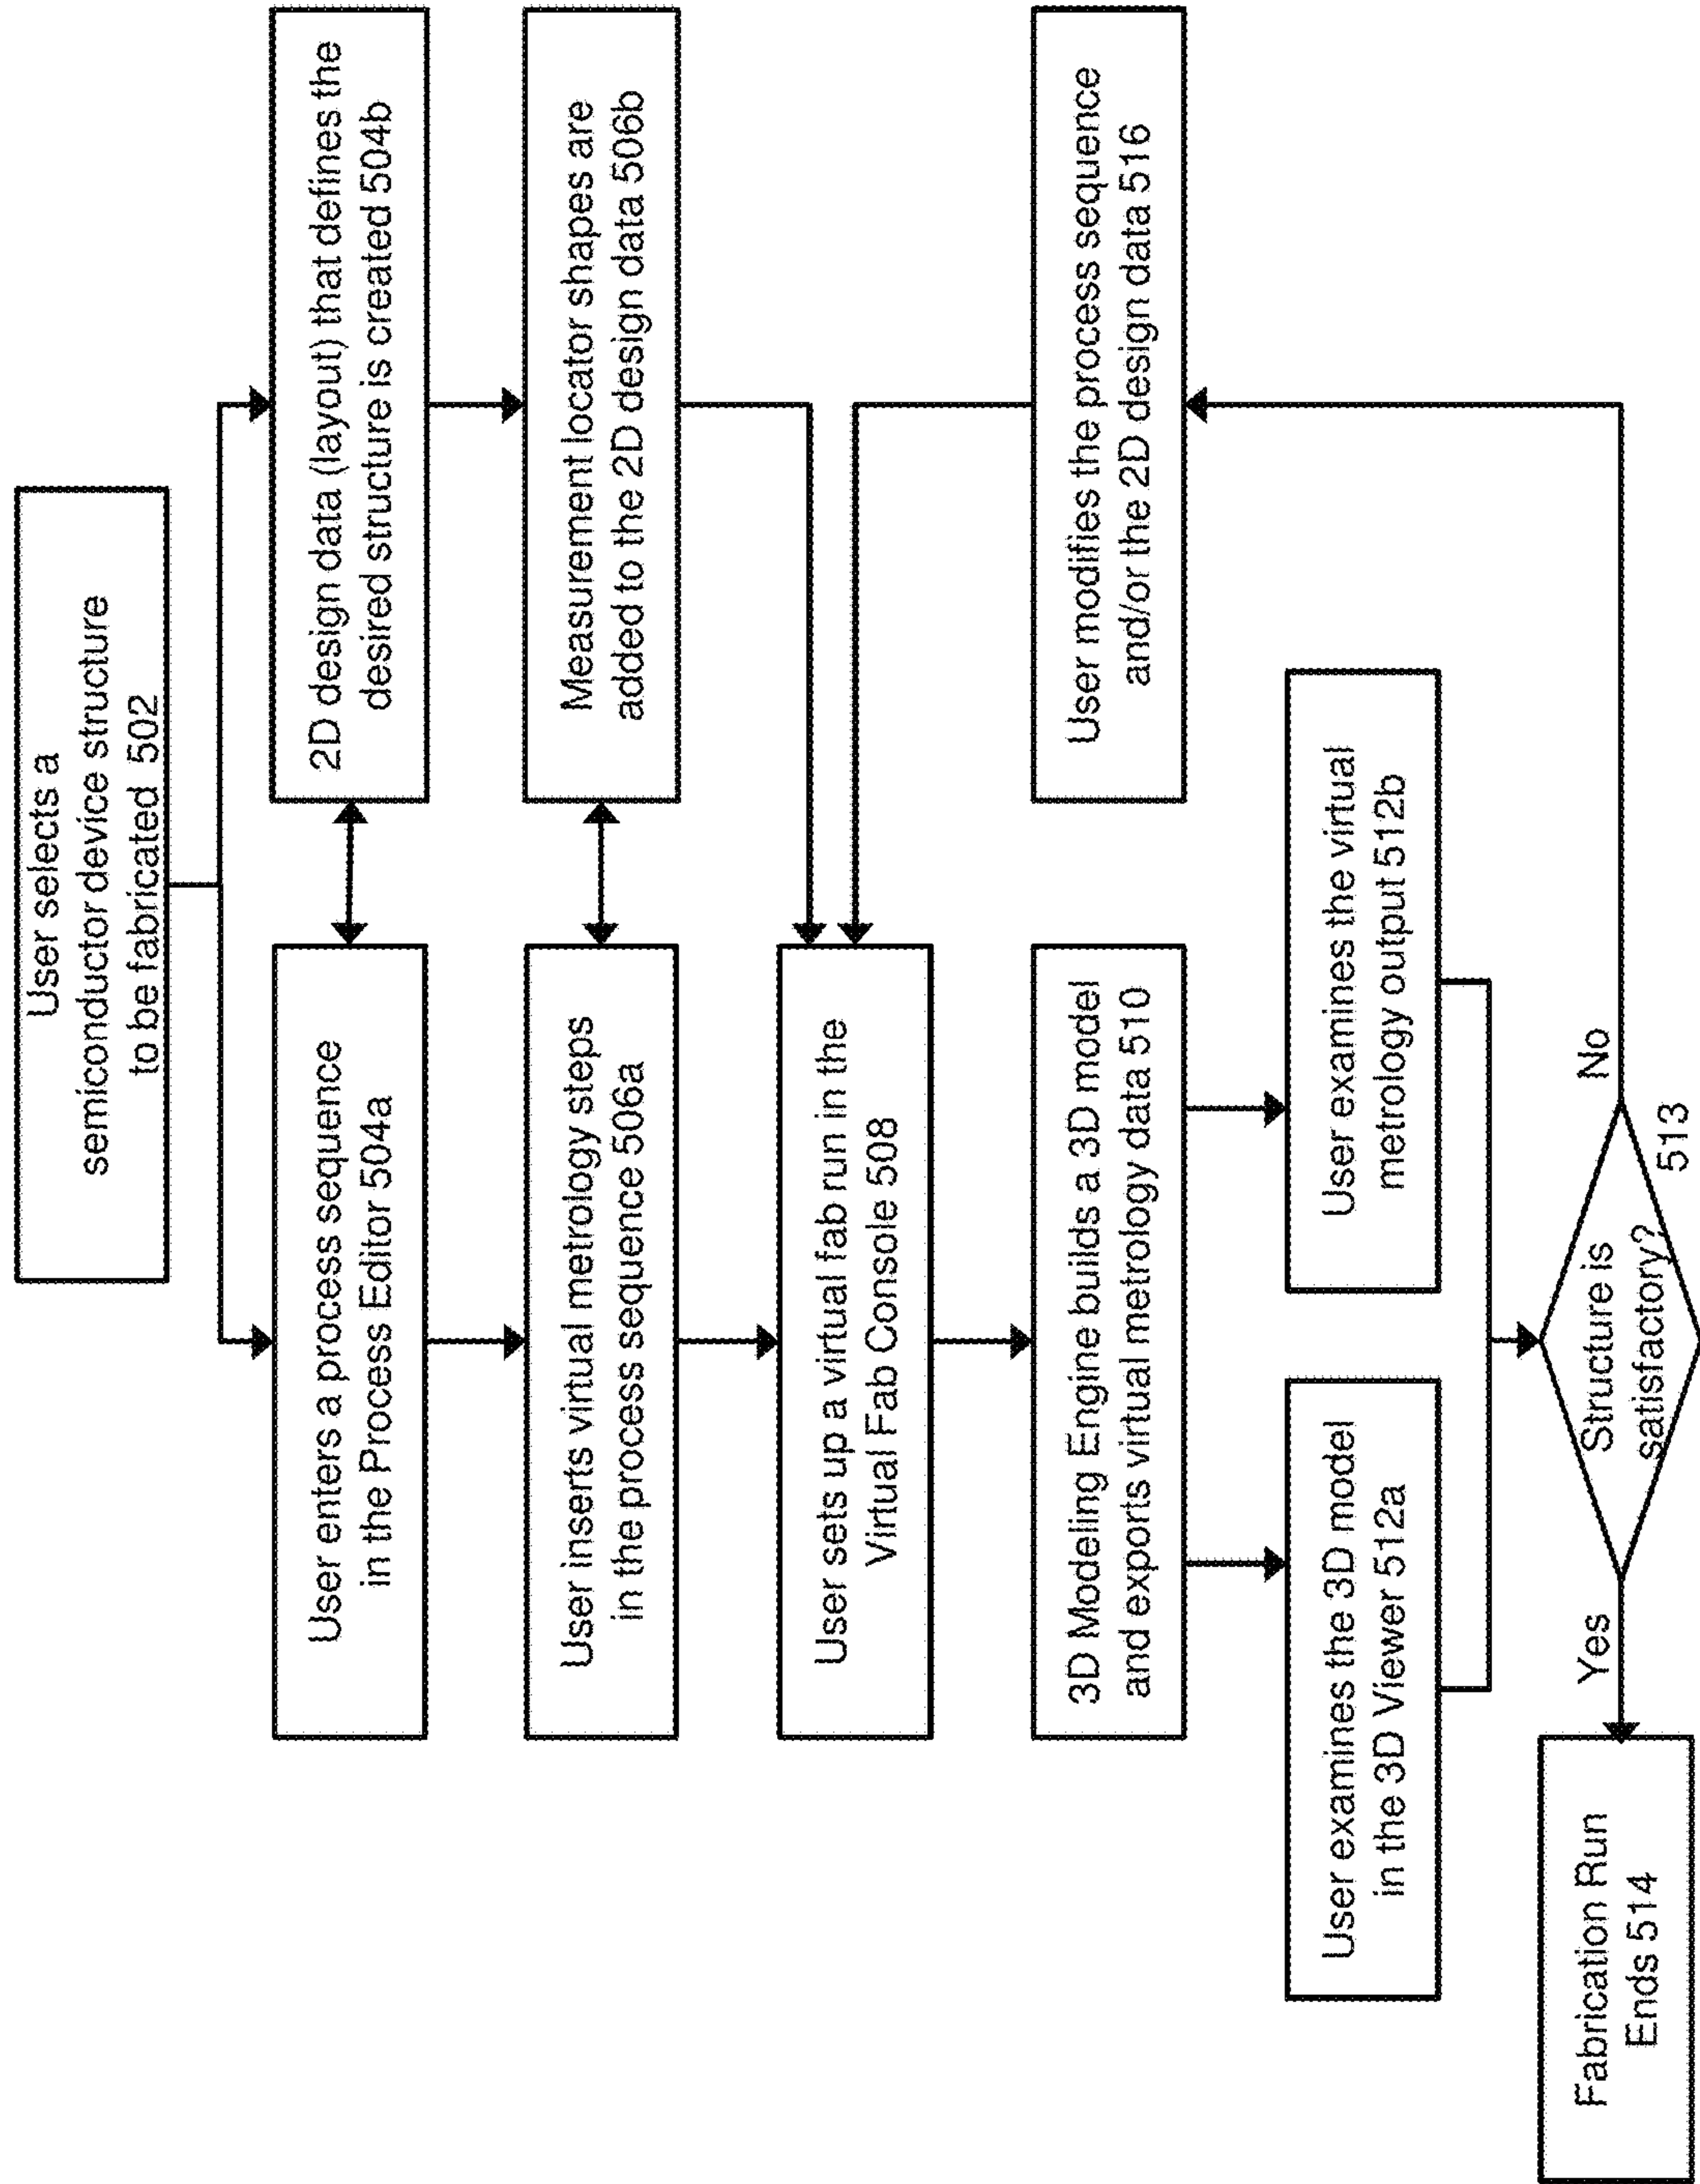 User selects a
semiconductor device structure
to be fabricated 502
User enters a process sequence
in the Process Editor 504a
2D design data (layout) that defines the
desired structure is created 504b
User inserts virtual metrology steps
in the process sequence 506a
Measurement locator shapes are
added to the 2D design data 506b
User sets up a virtual fab run in the
Virtual Fab Console 508
3D Modeling Engine builds a 3D model
and exports virtual metrology data 510
User modifies the process sequence
and/or the 2D design data 516
User examines the 3D model
in the 3D Viewer 512a
User examines the virtual
metrology output 512b
Structure is
satisfactory?
513
Yes
No
Fabrication Run
Ends 514